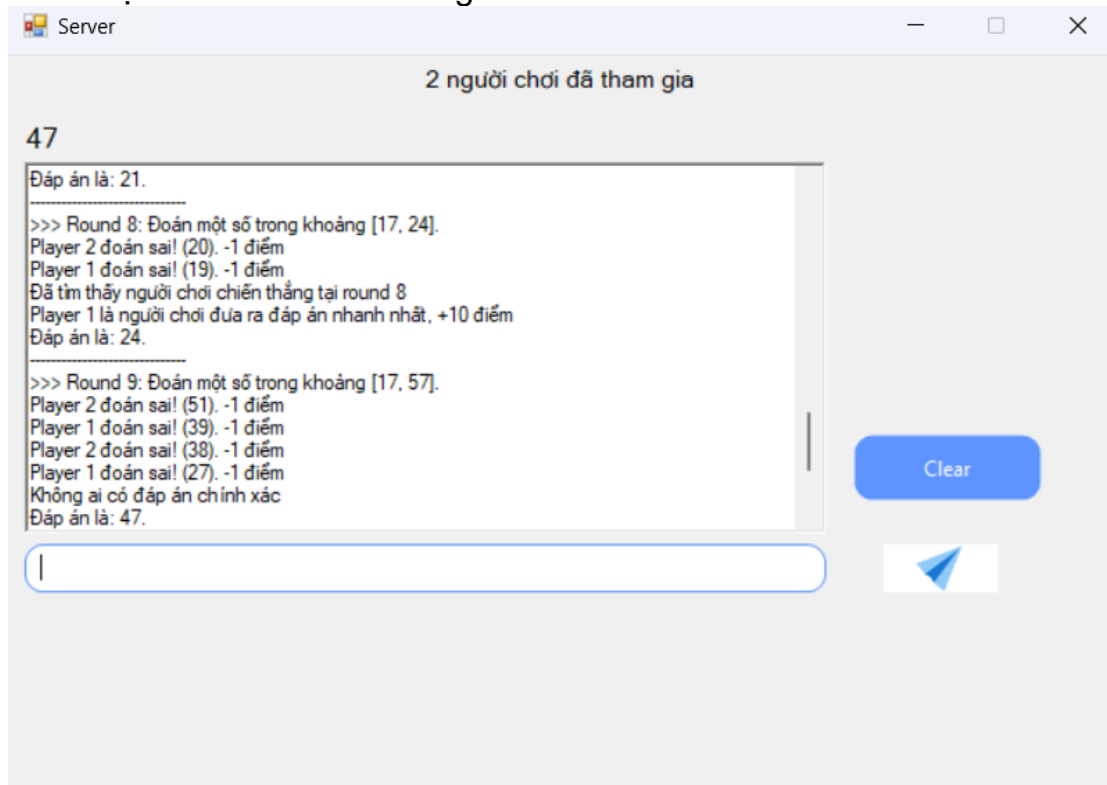 Server
2 người chơi đã tham gia
47
Đáp án là: 21.
------------------------------
>>> Round 8: Đoán một số trong khoảng [17, 24].
Player 2 đoán sai! (20). -1 điểm
Player 1 đoán sai! (19). -1 điểm
Đã tìm thấy người chơi chiến thắng tại round 8
Player 1 là người chơi đưa ra đáp án nhanh nhất, +10 điểm
Đáp án là: 24.
------------------------------
>>> Round 9: Đoán một số trong khoảng [17, 57].
Player 2 đoán sai! (51). -1 điểm
Player 1 đoán sai! (39). -1 điểm
Player 2 đoán sai! (38). -1 điểm
Player 1 đoán sai! (27). -1 điểm
Không ai có đáp án chính xác
Đáp án là: 47.
Clear